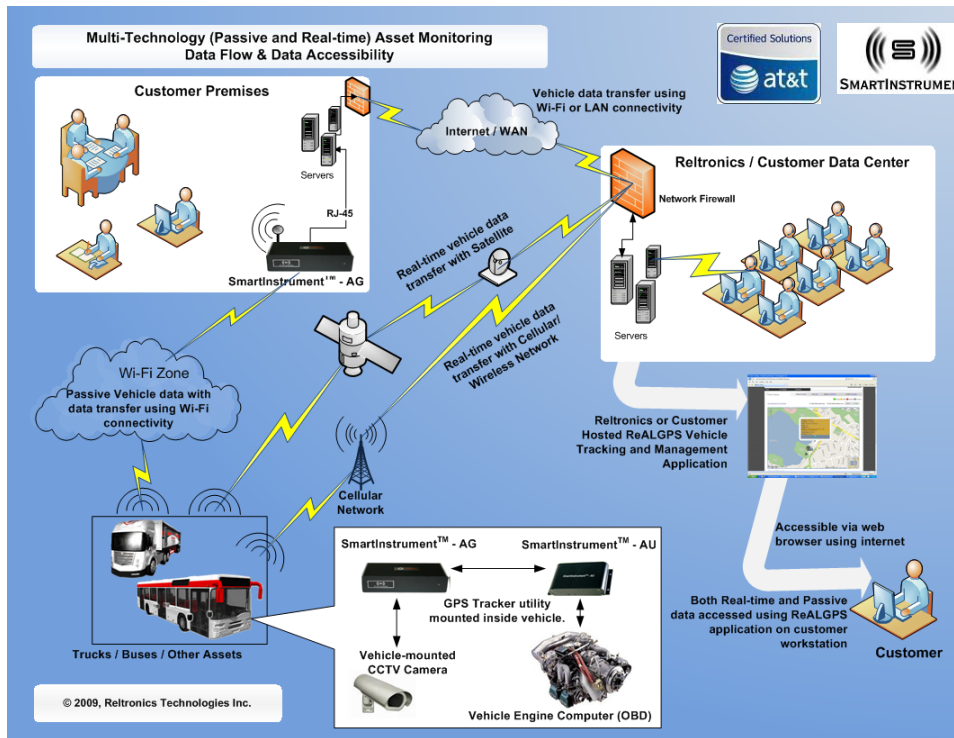 Multi-Technology (Passive and Real-time) Asset Monitoring
Data Flow & Data Accessibility
Certified Solutions
at&t
SMARTINSTRUMEN
Customer Premises
Servers
RJ-45
SmartInstrument™ - AG
Internet / WAN
Vehicle data transfer using
Wi-Fi or LAN connectivity
Reltronics / Customer Data Center
Network Firewall
Servers
Real-time vehicle data
transfer with Satellite
Real-time vehicle data
transfer with Cellular/
Wireless Network
Wi-Fi Zone
Passive Vehicle data with
data transfer using Wi-Fi
connectivity
Cellular
Network
Reltronics or Customer
Hosted ReALGPS Vehicle
Tracking and Management
Application
Accessible via web
browser using internet
Both Real-time and Passive
data accessed using ReALGPS
application on customer
workstation
Customer
Trucks / Buses / Other Assets
SmartInstrument™ - AG
SmartInstrument™ - AU
GPS Tracker utility
mounted inside vehicle.
Vehicle-mounted
CCTV Camera
Vehicle Engine Computer (OBD)
© 2009, Reltronics Technologies Inc.